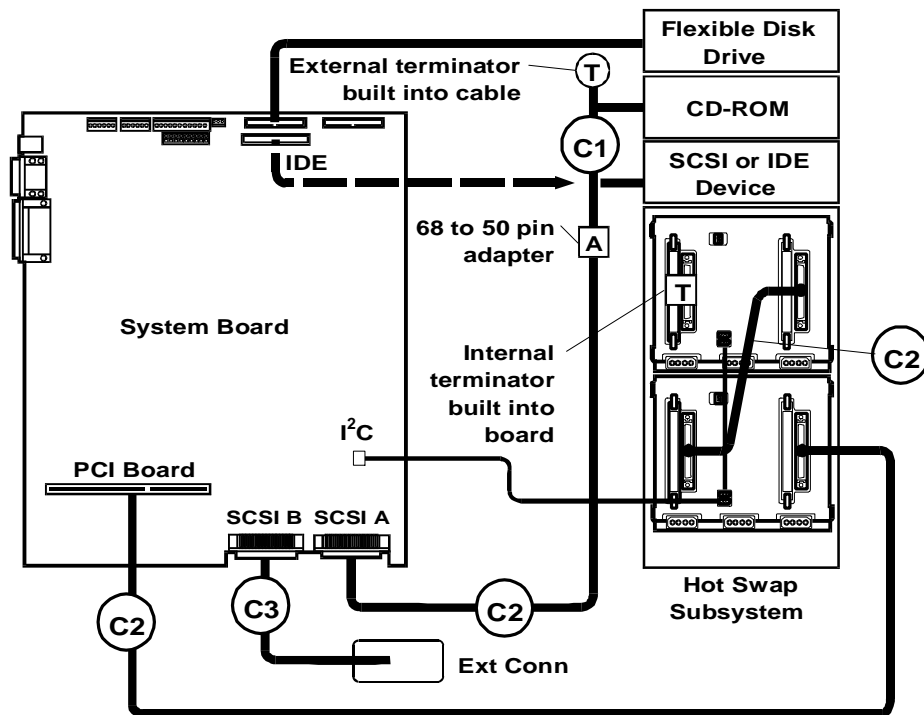 Flexible Disk
Drive
External terminator
built into cable
T
CD-ROM
C1
IDE
SCSI or IDE
Device
68 to 50 pin
adapter
A
System Board
T
Internal
terminator
built into
board
C2
I²C
PCI Board
SCSI B
SCSI A
Hot Swap
Subsystem
C2
C3
C2
Ext Conn